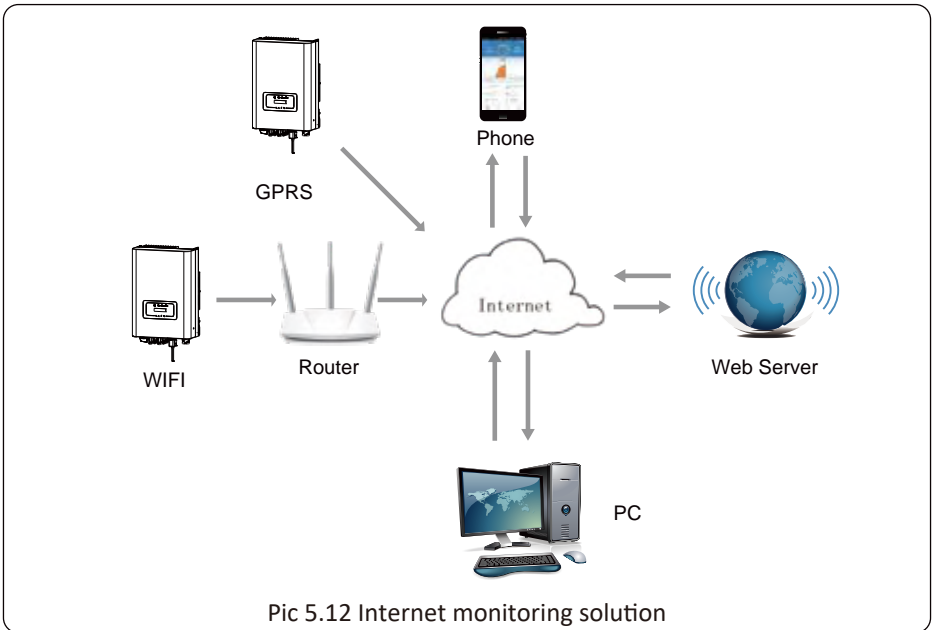 Phone
GPRS
Internet
WIFI
Router
Web Server
PC
Pic 5.12 Internet monitoring solution